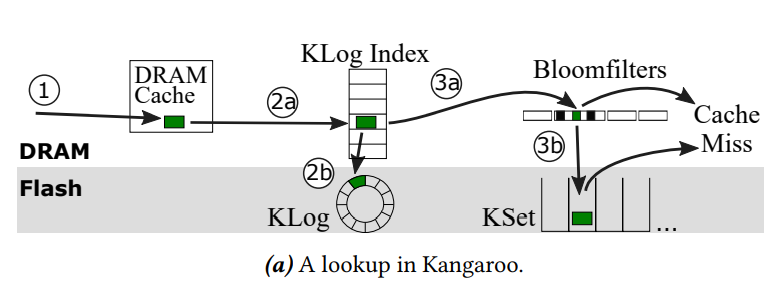 KLog Index
DRAM
Cache
1
2a
3a
Bloomfilters
Cache
Miss
DRAM
2b
3b
Flash
KLog
KSet
...
(a) A lookup in Kangaroo.